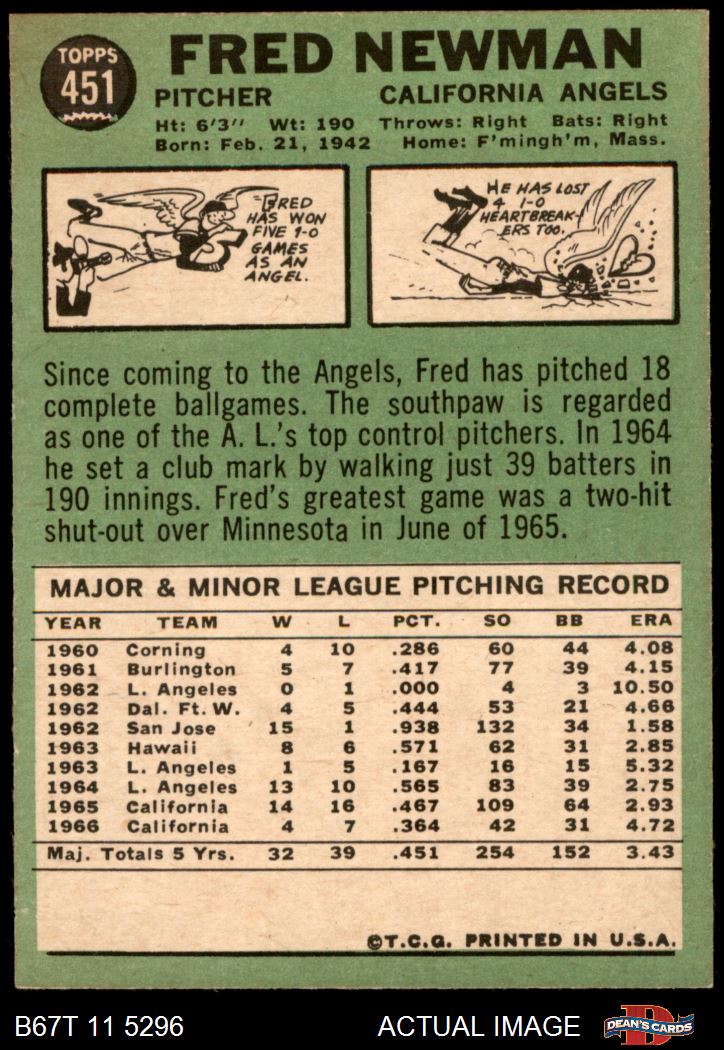 TOPPS
451
FRED NEWMAN
PITCHER CALIFORNIA ANGELS
Ht: 6'3" Wt: 190 Throws: Right Bats: Right
Born: Feb. 21, 1942 Home: F'mingh'm, Mass.
FRED
HAS WON
FIVE 1-0
GAMES
AS AN
ANGEL.
HE HAS LOST
4 1-0
HEARTBREAK-
ERS TOO.
Since coming to the Angels, Fred has pitched 18
complete ballgames. The southpaw is regarded
as one of the A. L.'s top control pitchers. In 1964
he set a club mark by walking just 39 batters in
190 innings. Fred's greatest game was a two-hit
shut-out over Minnesota in June of 1965.
MAJOR & MINOR LEAGUE PITCHING RECORD
YEAR TEAM W L PCT. SO BB ERA
1960 Corning 4 10 .286 60 44 4.08
1961 Burlington 5 7 .417 77 39 4.15
1962 L. Angeles 0 1 .000 4 3 10.50
1962 Dal. Ft. W. 4 5 .444 53 21 4.66
1962 San Jose 15 1 .938 132 34 1.58
1963 Hawaii 8 6 .571 62 31 2.85
1963 L. Angeles 1 5 .167 16 15 5.32
1964 L. Angeles 13 10 .565 83 39 2.75
1965 California 14 16 .467 109 64 2.93
1966 California 4 7 .364 42 31 4.72
Maj. Totals 5 Yrs. 32 39 .451 254 152 3.43
©T.C.G. PRINTED IN U.S.A.
B67T 11 5296 ACTUAL IMAGE DEAN'S CARDS